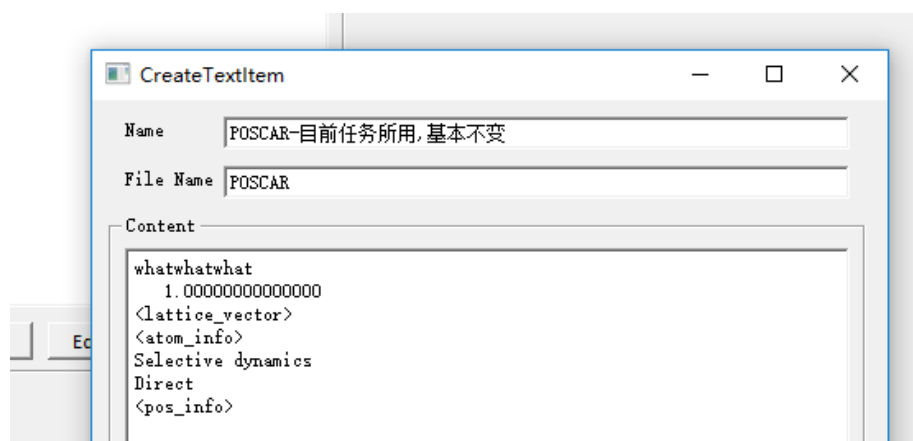 CreateTextItem
Name
POSCAR-目前任务所用,基本不变
File Name
POSCAR
Content
whatwhatwhat
1.00000000000000
<lattice_vector>
<atom_info>
Selective dynamics
Direct
<pos_info>